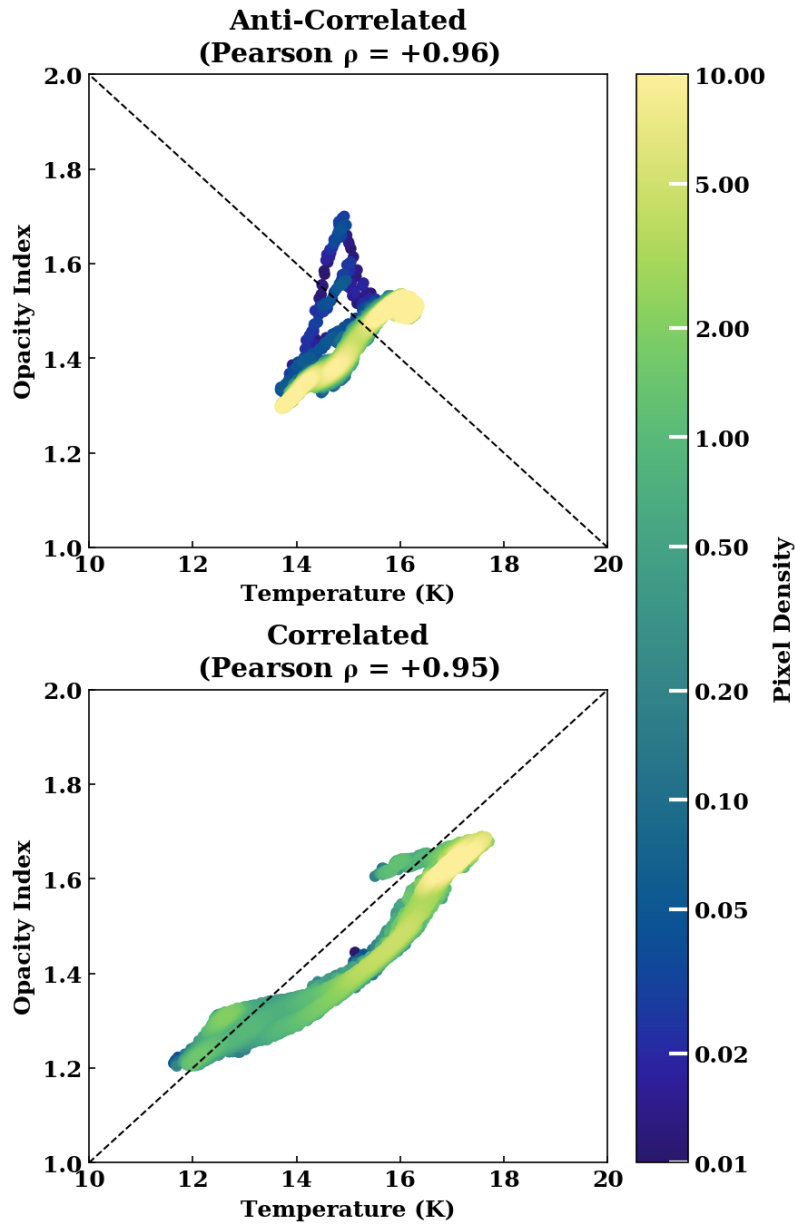 Anti-Correlated
(Pearson ρ = +0.96)
2.0
1.8
1.6
1.4
1.2
1.0
Opacity Index
10 12 14 16 18 20
Temperature (K)
Correlated
(Pearson ρ = +0.95)
2.0
1.8
1.6
1.4
1.2
1.0
Opacity Index
10 12 14 16 18 20
Temperature (K)
10.00
5.00
2.00
1.00
0.50
0.20
0.10
0.05
0.02
0.01
Pixel Density